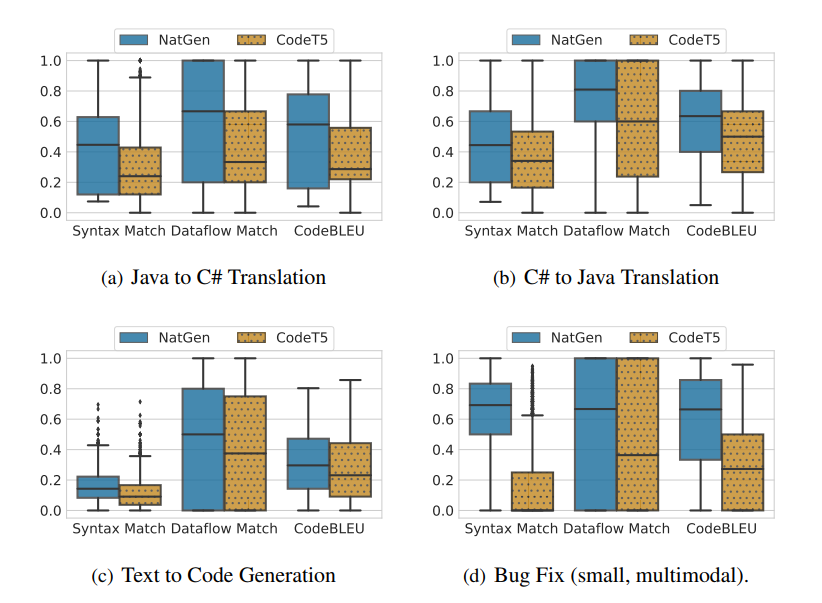 NatGen CodeT5 NatGen CodeT5
1.0 1.0
0.8 0.8
0.6 0.6
0.4 0.4
0.2 0.2
0.0 0.0
Syntax Match Dataflow Match CodeBLEU Syntax Match Dataflow Match CodeBLEU
(a) Java to C# Translation (b) C# to Java Translation
NatGen CodeT5 NatGen CodeT5
1.0 1.0
0.8 0.8
0.6 0.6
0.4 0.4
0.2 0.2
0.0 0.0
Syntax Match Dataflow Match CodeBLEU Syntax Match Dataflow Match CodeBLEU
(c) Text to Code Generation (d) Bug Fix (small, multimodal).